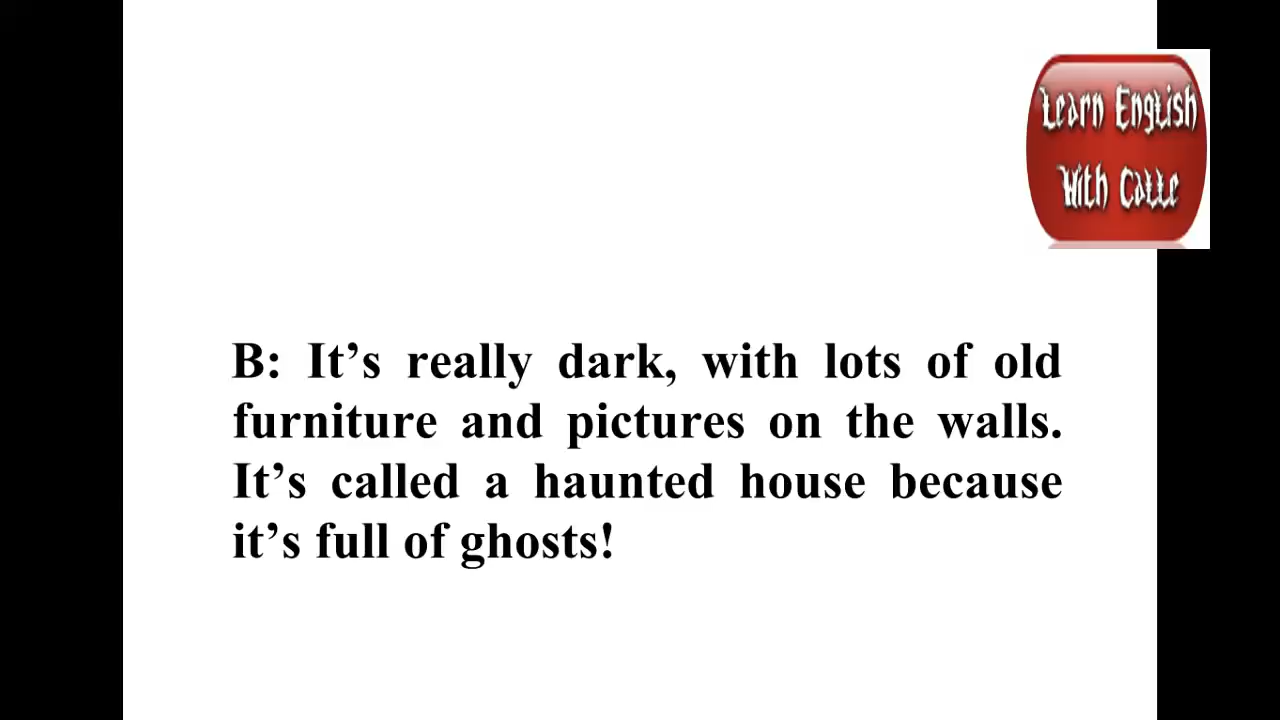 Learn English
With Calle
B: It’s really dark, with lots of old
furniture and pictures on the walls.
It’s called a haunted house because
it’s full of ghosts!